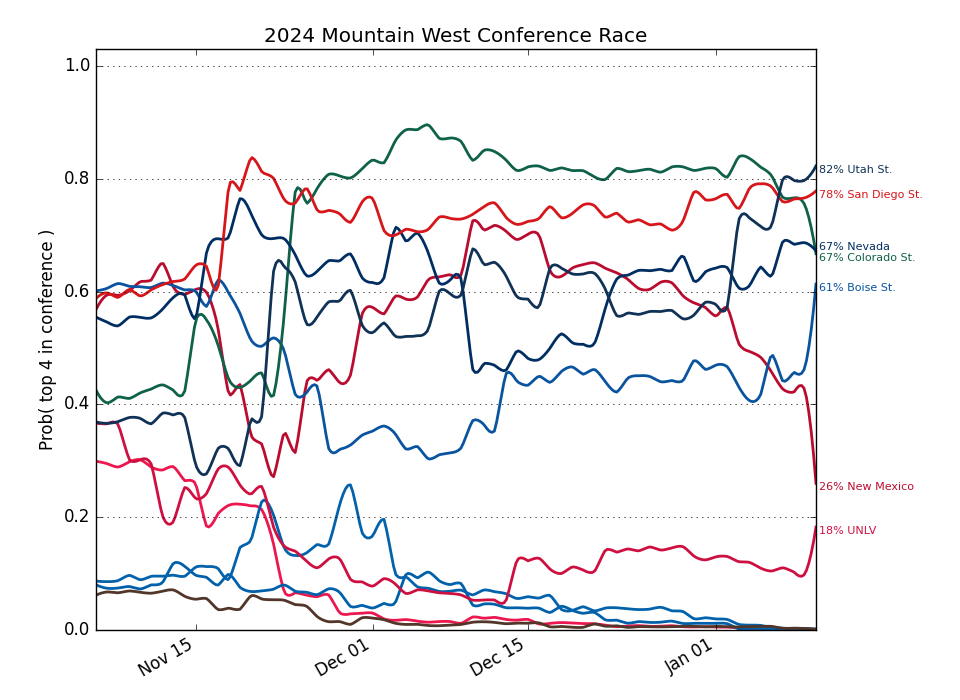 2024 Mountain West Conference Race
Prob( top 4 in conference )
1.0
0.8
0.6
0.4
0.2
0.0
Nov 15
Dec 01
Dec 15
Jan 01
82% Utah St.
78% San Diego St.
67% Nevada
67% Colorado St.
61% Boise St.
26% New Mexico
18% UNLV